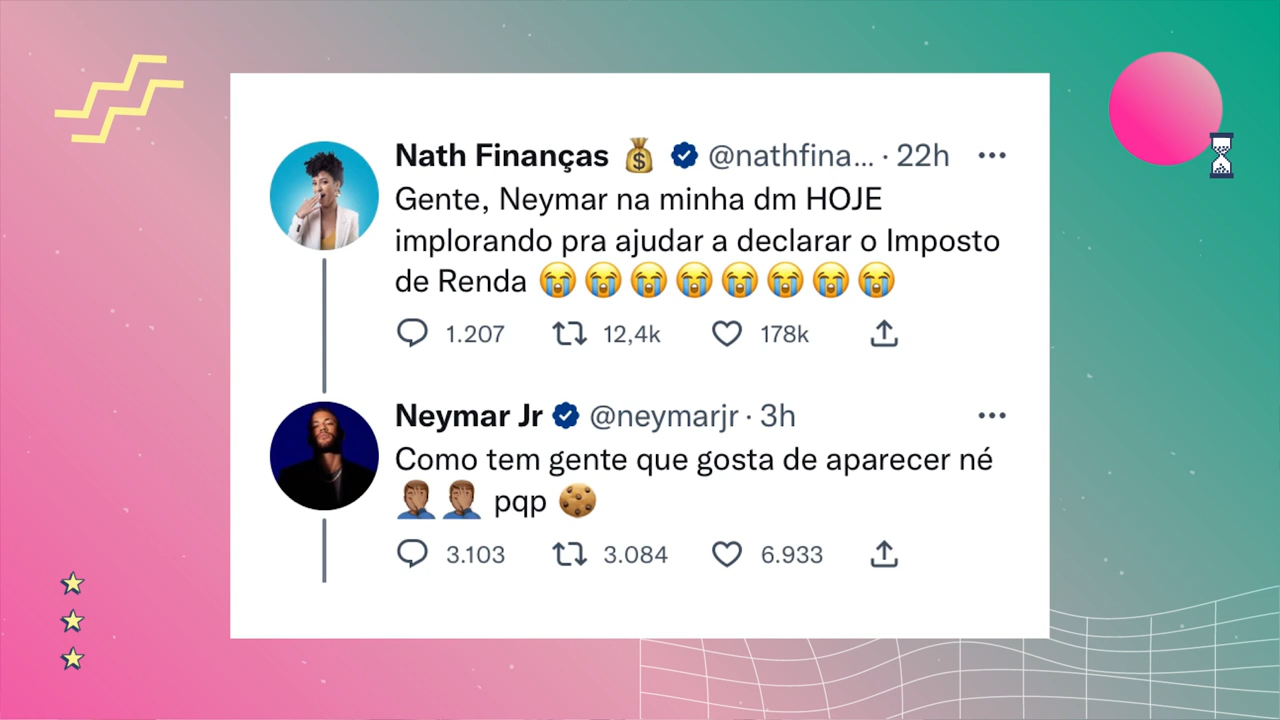 Nath Finanças 💰 @nathfina... · 22h
Gente, Neymar na minha dm HOJE
implorando pra ajudar a declarar o Imposto
de Renda 😭😭😭😭😭😭😭😭
1.207 12,4k 178k
Neymar Jr @neymarjr · 3h
Como tem gente que gosta de aparecer né
🤦🏽‍♂️🤦🏽‍♂️ pqp 🍪
3.103 3.084 6.933